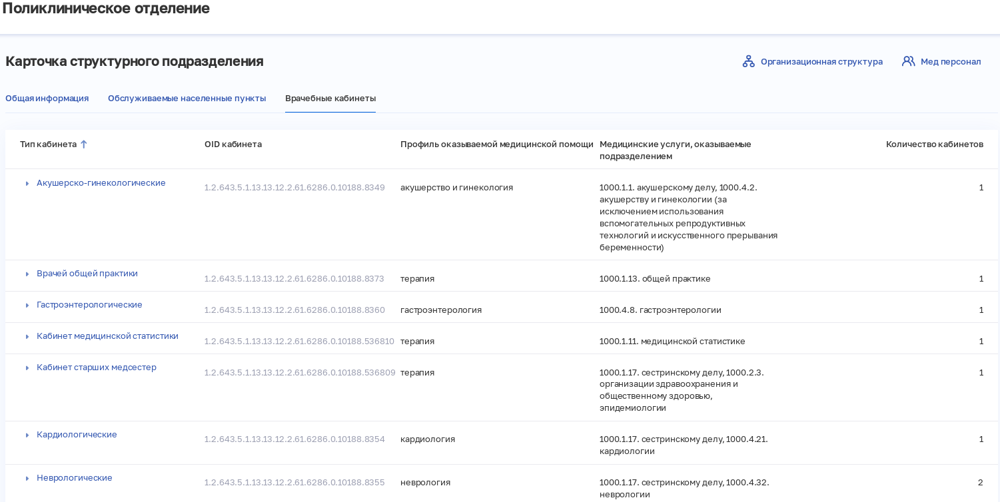 Поликлиническое отделение
Карточка структурного подразделения
Организационная структура
Мед персонал
Общая информация
Обслуживаемые населенные пункты
Врачебные кабинеты
Тип кабинета
OID кабинета
Профиль оказываемой медицинской помощи
Медицинские услуги, оказываемые
подразделением
Количество кабинетов
Акушерско-гинекологические
1.2.643.5.1.13.13.12.2.61.6286.0.10188.8349
акушерство и гинекология
1000.1.1. акушерскому делу, 1000.4.2.
акушерству и гинекологии (за
исключением использования
вспомогательных репродуктивных
технологий и искусственного прерывания
беременности)
1
Врачей общей практики
1.2.643.5.1.13.13.12.2.61.6286.0.10188.8373
терапия
1000.1.13. общей практике
1
Гастроэнтерологические
1.2.643.5.1.13.13.12.2.61.6286.0.10188.8360
гастроэнтерология
1000.4.8. гастроэнтерологии
1
Кабинет медицинской статистики
1.2.643.5.1.13.13.12.2.61.6286.0.10188.536810
терапия
1000.1.11. медицинской статистике
1
Кабинет старших медсестер
1.2.643.5.1.13.13.12.2.61.6286.0.10188.536809
терапия
1000.1.17. сестринскому делу, 1000.2.3.
организации здравоохранения и
общественному здоровью,
эпидемиологии
1
Кардиологические
1.2.643.5.1.13.13.12.2.61.6286.0.10188.8354
кардиология
1000.1.17. сестринскому делу, 1000.4.21.
кардиологии
1
Неврологические
1.2.643.5.1.13.13.12.2.61.6286.0.10188.8355
неврология
1000.1.17. сестринскому делу, 1000.4.32.
неврологии
2